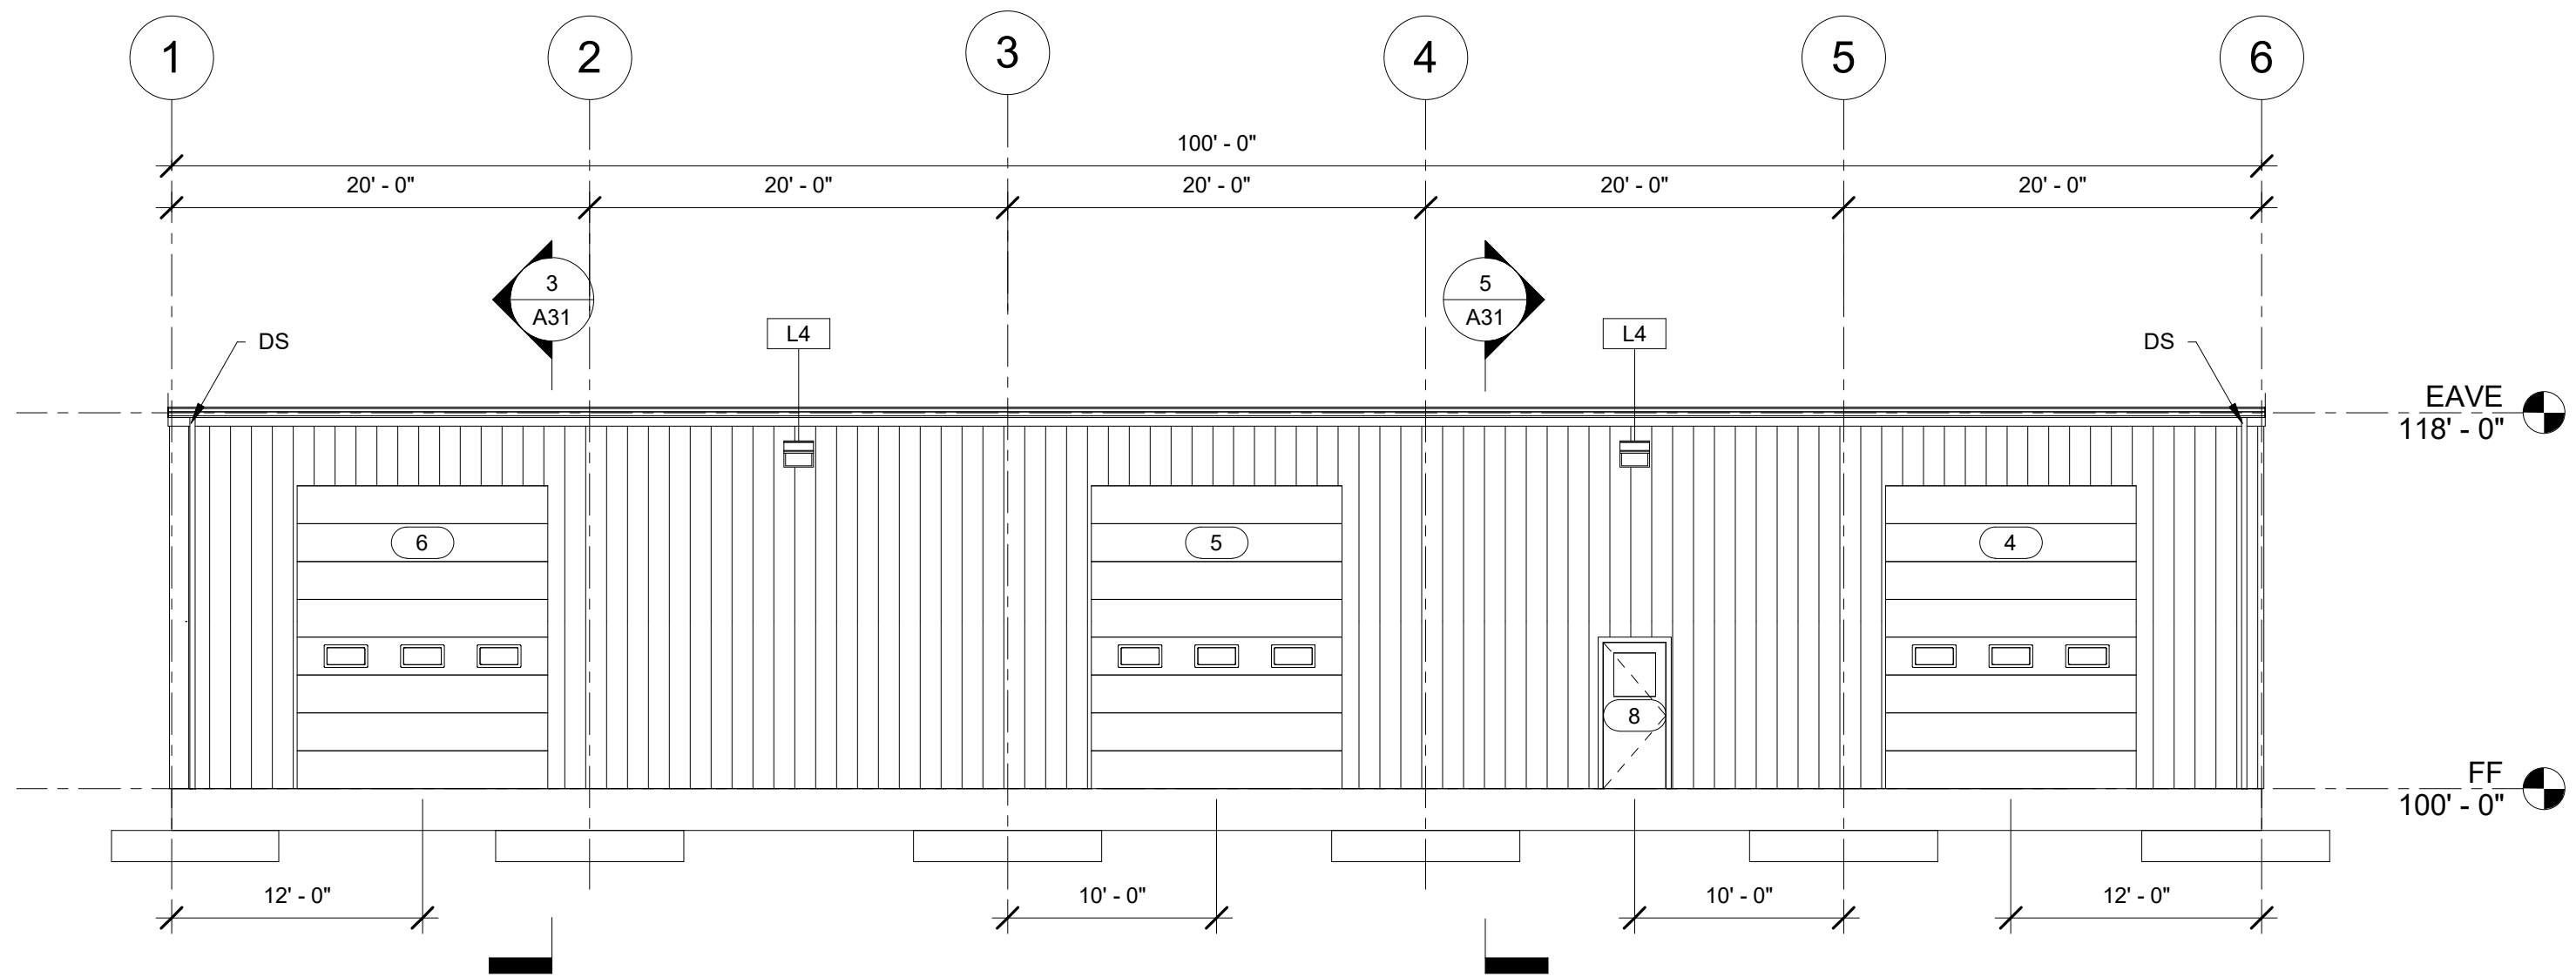 1 2 3 4 5 6
100' - 0"
20' - 0" 20' - 0" 20' - 0" 20' - 0" 20' - 0"
3
A31
5
A31
L4 L4
DS DS
EAVE
118' - 0"
6 5 4
8
FF
100' - 0"
12' - 0" 10' - 0" 10' - 0" 12' - 0"